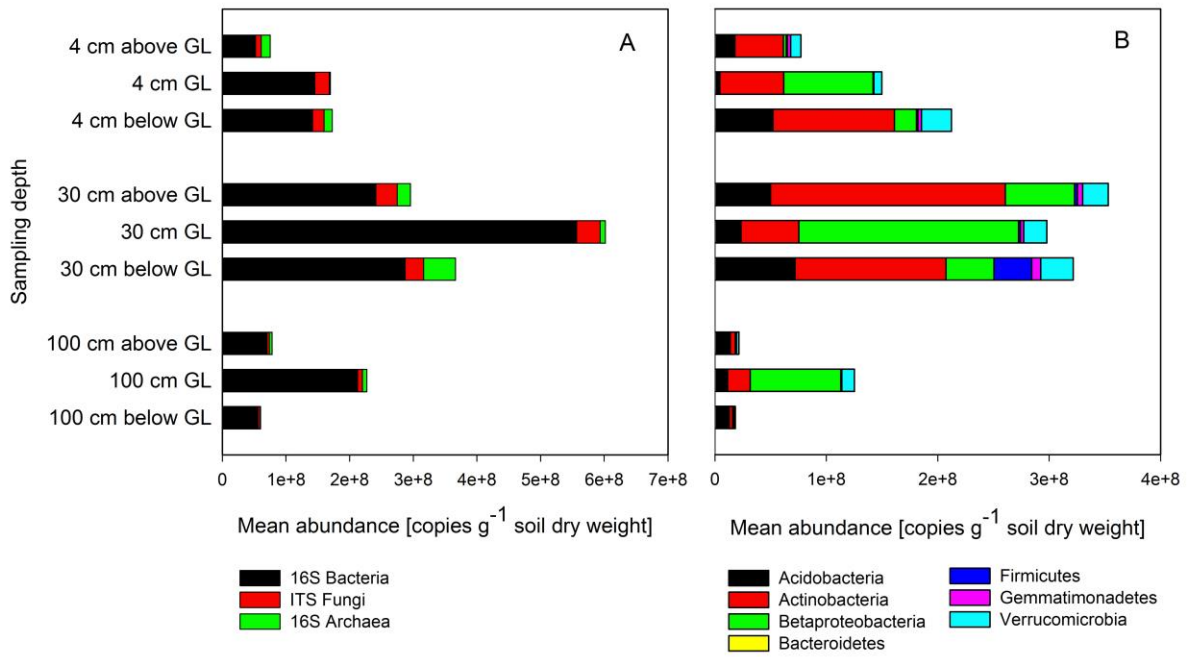 A
B
Sampling depth
4 cm above GL
4 cm GL
4 cm below GL
30 cm above GL
30 cm GL
30 cm below GL
100 cm above GL
100 cm GL
100 cm below GL
0 1e+8 2e+8 3e+8 4e+8 5e+8 6e+8 7e+8
0 1e+8 2e+8 3e+8 4e+8
Mean abundance [copies g-1 soil dry weight]
Mean abundance [copies g-1 soil dry weight]
16S Bacteria
ITS Fungi
16S Archaea
Acidobacteria
Actinobacteria
Betaproteobacteria
Bacteroidetes
Firmicutes
Gemmatimonadetes
Verrucomicrobia